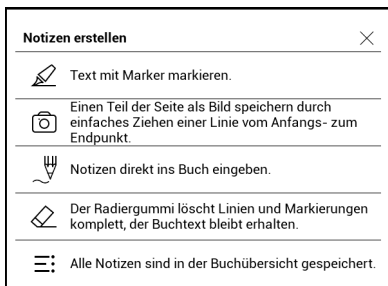 Notizen erstellen
Text mit Marker markieren.
Einen Teil der Seite als Bild speichern durch
einfaches Ziehen einer Linie vom Anfangs- zum
Endpunkt.
Notizen direkt ins Buch eingeben.
Der Radiergummi löscht Linien und Markierungen
komplett, der Buchtext bleibt erhalten.
Alle Notizen sind in der Buchübersicht gespeichert.